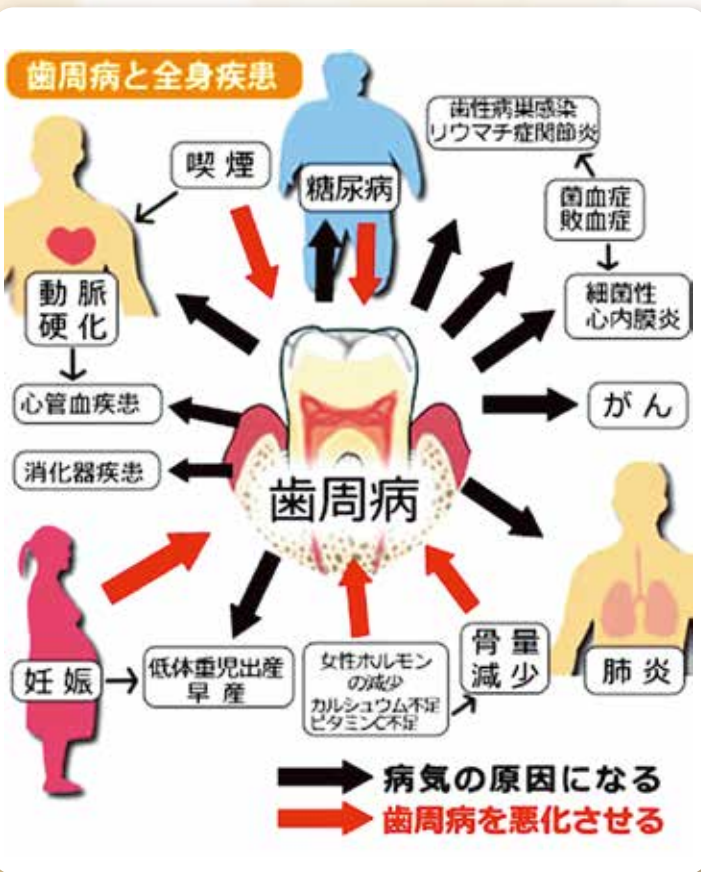 歯周病と全身疾患
喫煙
糖尿病
歯性病巣感染
リウマチ症関節炎
菌血症
敗血症
動脈
硬化
細菌性
心内膜炎
心管血疾患
がん
消化器疾患
歯周病
妊娠
低体重児出産
早産
女性ホルモン
の減少
カルシュウム不足
ビタミンC不足
骨量
減少
肺炎
病気の原因になる
歯周病を悪化させる